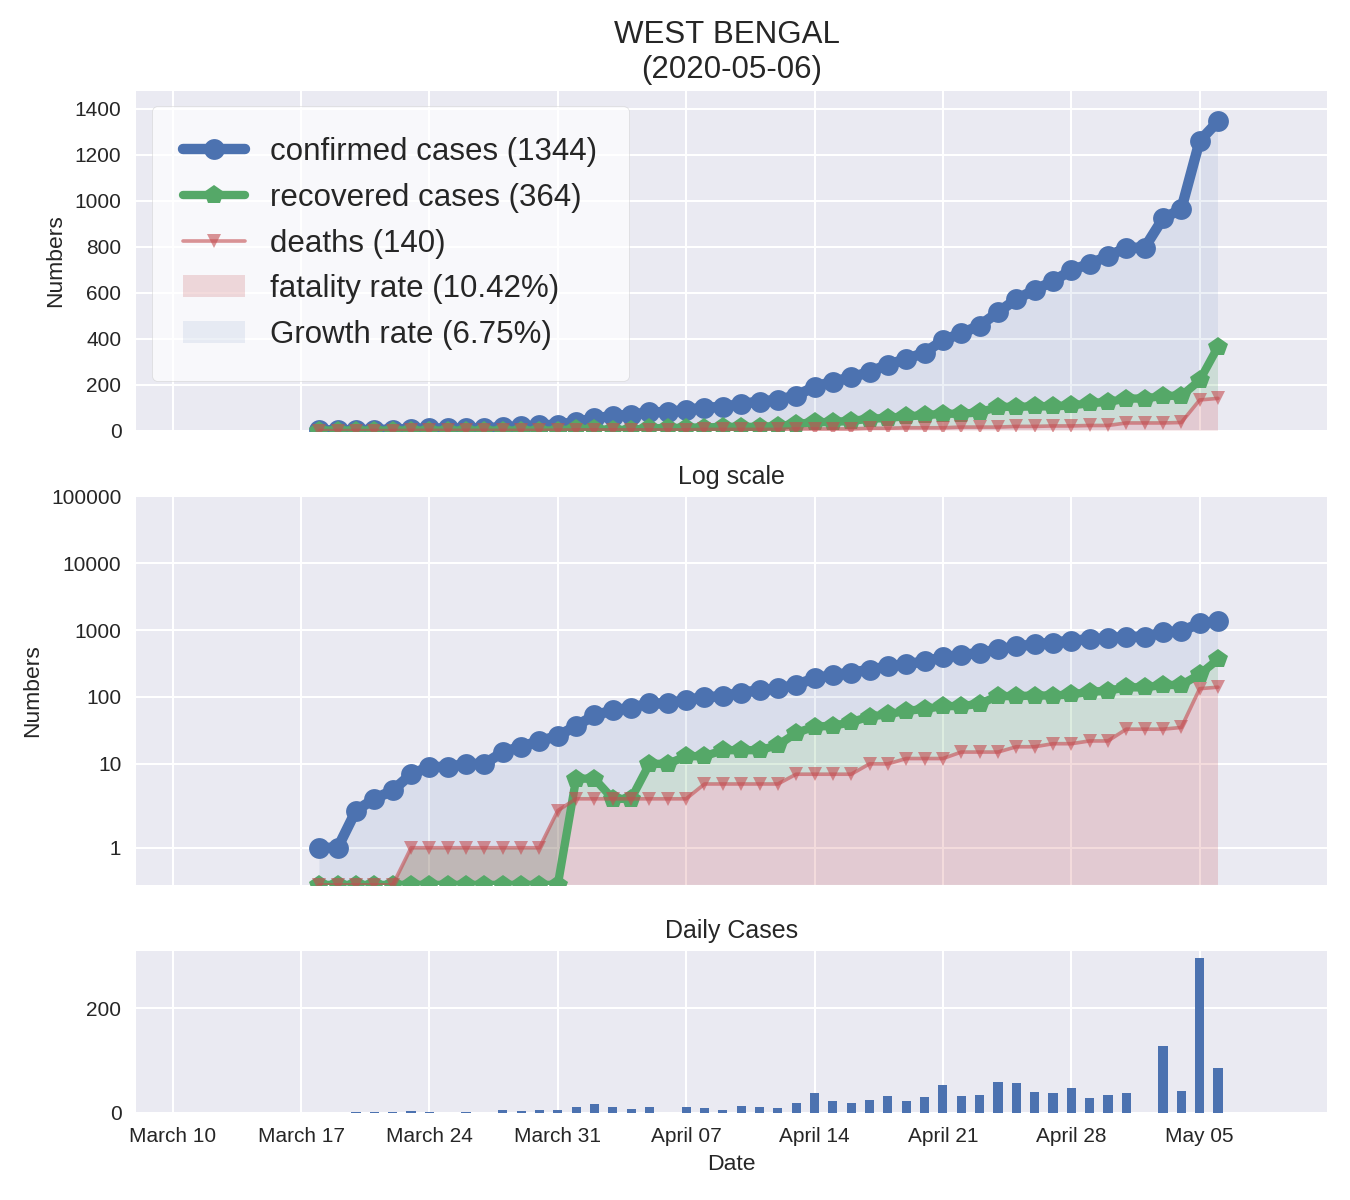 WEST BENGAL
(2020-05-06)
1400
1200
1000
800
600
400
200
0
Numbers
confirmed cases (1344)
recovered cases (364)
deaths (140)
fatality rate (10.42%)
Growth rate (6.75%)
Log scale
100000
10000
1000
100
10
1
Numbers
Daily Cases
200
0
March 10 March 17 March 24 March 31 April 07 April 14 April 21 April 28 May 05
Date